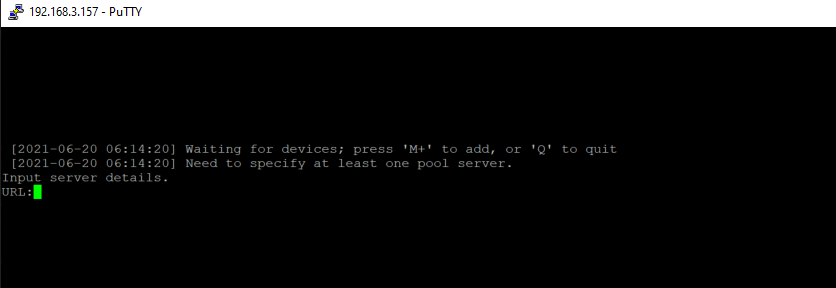 192.168.3.157 - PuTTY
[2021-06-20 06:14:20] Waiting for devices; press 'M+' to add, or 'Q' to quit
[2021-06-20 06:14:20] Need to specify at least one pool server.
Input server details.
URL: